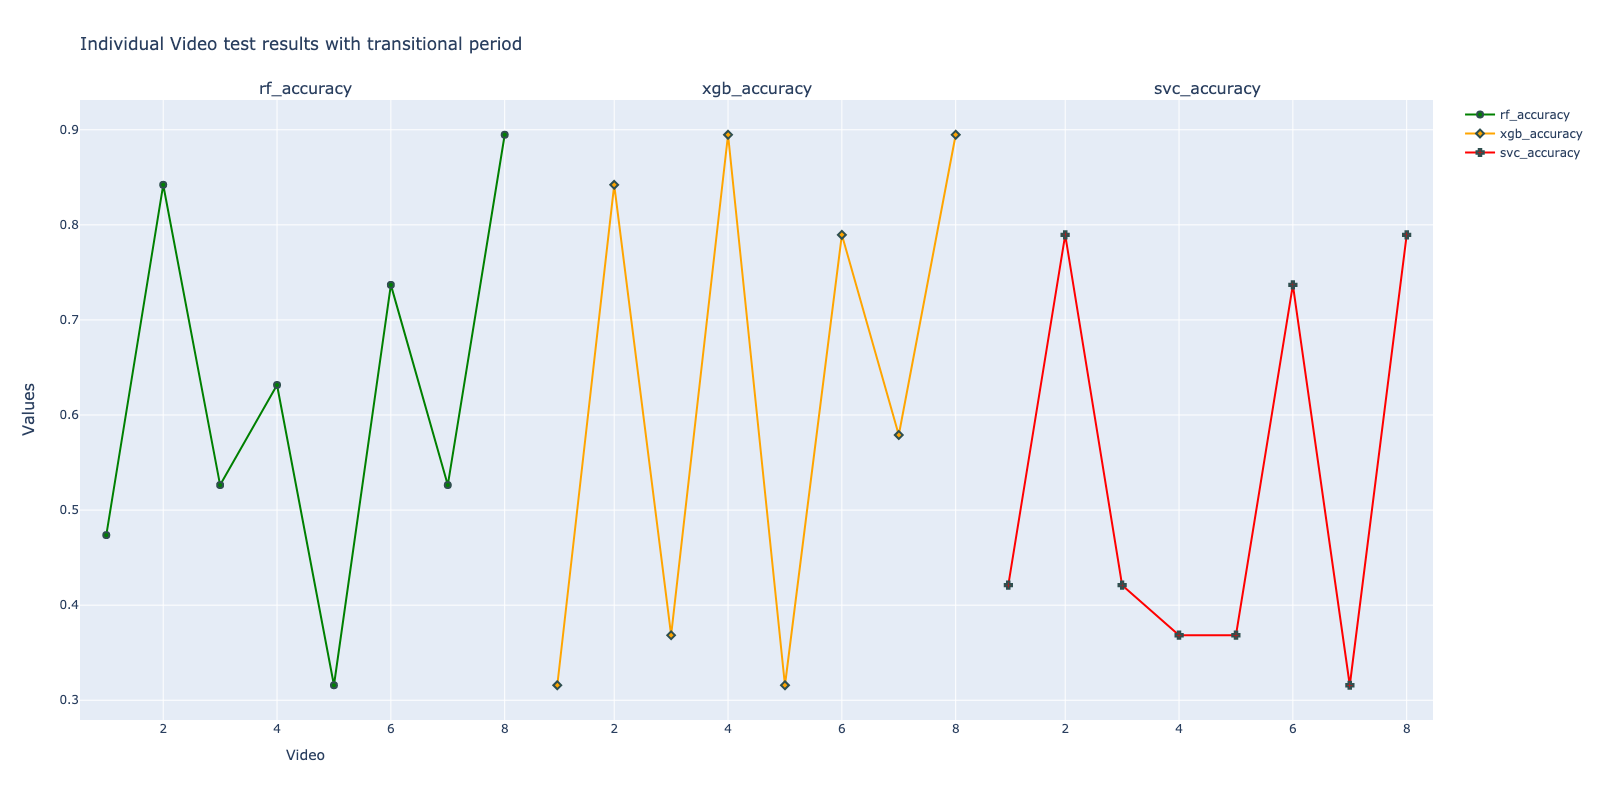 Individual Video test results with transitional period
rf_accuracy
xgb_accuracy
svc_accuracy
rf_accuracy
xgb_accuracy
svc_accuracy
0.9
0.8
0.7
0.6
0.5
0.4
0.3
Values
2 4 6 8 2 4 6 8 2 4 6 8
Video